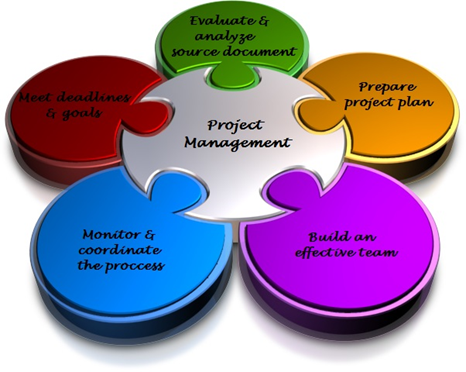 Evaluate &
analyze
source document
Meet deadlines
& goals
Prepare
project plan
Project
Management
Monitor &
coordinate
the proccess
Build an
effective team